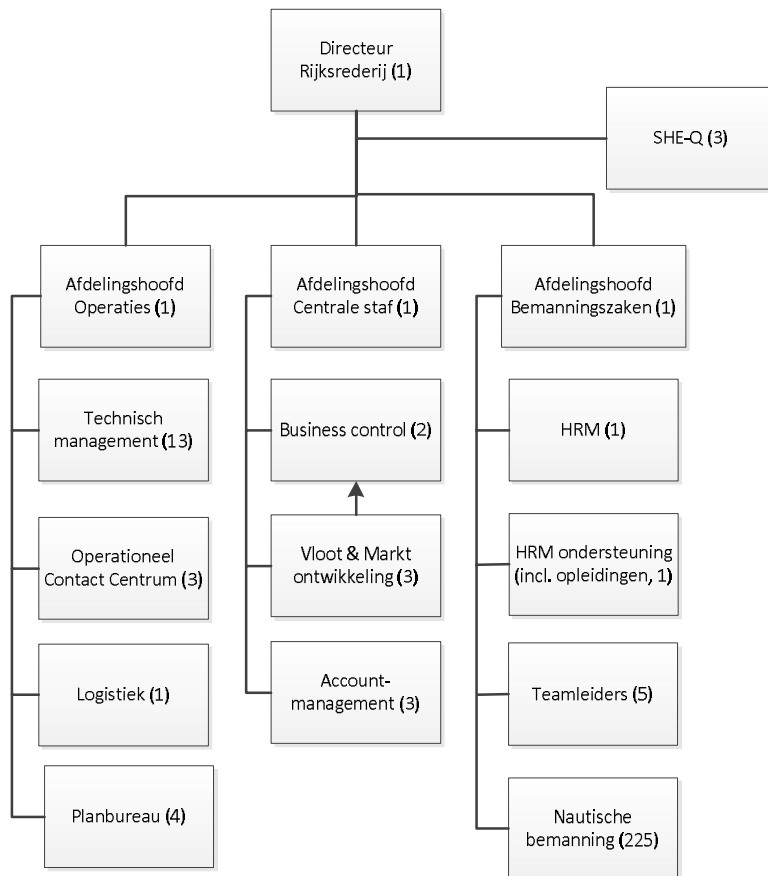 Directeur
Rijksrederij (1)
SHE-Q (3)
Afdelingshoofd
Operaties (1)
Technisch
management (13)
Operationeel
Contact Centrum (3)
Logistiek (1)
Planbureau (4)
Afdelingshoofd
Centrale staf (1)
Business control (2)
Vloot & Markt
ontwikkeling (3)
Account-
management (3)
Afdelingshoofd
Bemanningszaken (1)
HRM (1)
HRM ondersteuning
(incl. opleidingen, 1)
Teamleiders (5)
Nautische
bemanning (225)